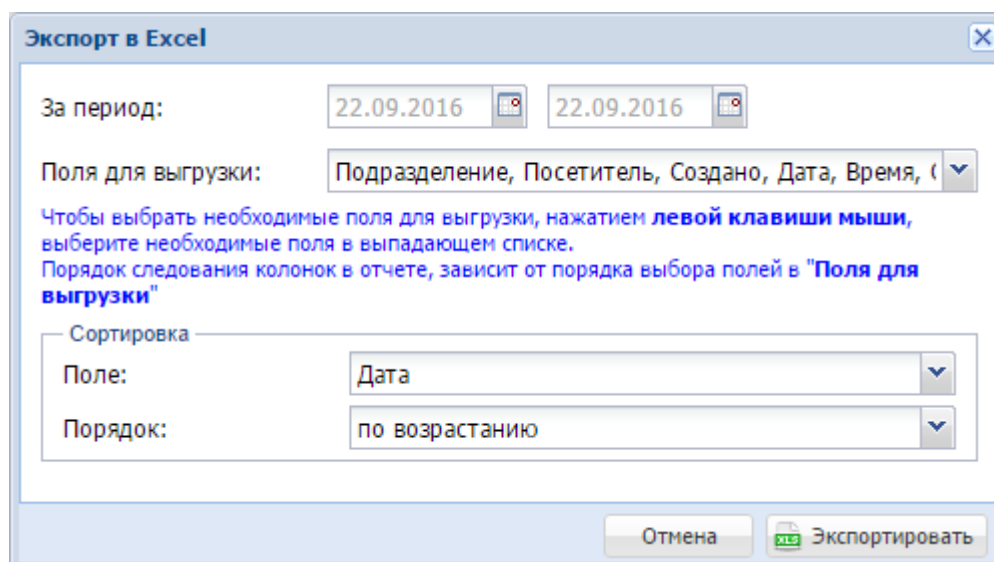 Экспорт в Excel
За период: 22.09.2016 22.09.2016
Поля для выгрузки: Подразделение, Посетитель, Создано, Дата, Время,
Чтобы выбрать необходимые поля для выгрузки, нажатием левой клавиши мыши,
выберите необходимые поля в выпадающем списке.
Порядок следования колонок в отчете, зависит от порядка выбора полей в "Поля для
выгрузки"
Сортировка
Поле: Дата
Порядок: по возрастанию
Отмена Экспортировать